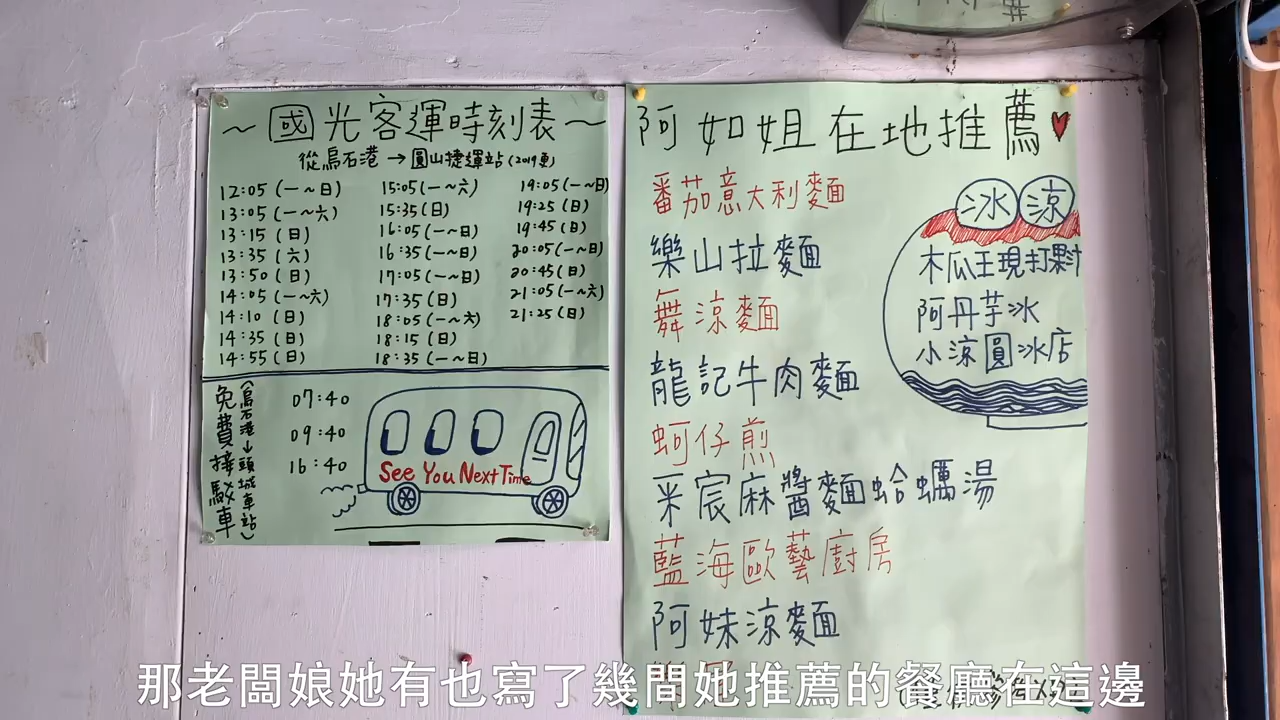 ~國光客運時刻表~
從烏石港→圓山捷運站(2019更)
12:05 (一~日)
13:05 (一~六)
13:15 (日)
13:35 (六)
13:50 (日)
14:05 (一~六)
14:10 (日)
14:35 (日)
14:55 (日)
15:05 (一~六)
15:35 (日)
16:05 (一~日)
16:35 (一~日)
17:05 (一~日)
17:35 (日)
18:05 (一~六)
18:15 (日)
18:35 (一~日)
19:05 (一~日)
19:25 (日)
19:45 (日)
20:05 (一~日)
20:45 (日)
21:05 (一~六)
21:25 (日)
免費接駁車
(烏石港→頭城車站)
07:40
09:40
16:40
See You Next Time
阿如姐在地推薦
番茄意大利麵
樂山拉麵
舞涼麵
龍記牛肉麵
蚵仔煎
采宸麻醬麵蛤蠣湯
藍海歐藝廚房
阿妹涼麵
冰涼
木瓜王現打果汁
阿丹芋冰
小涼圓冰店
那老闆娘她有也寫了幾間她推薦的餐廳在這邊